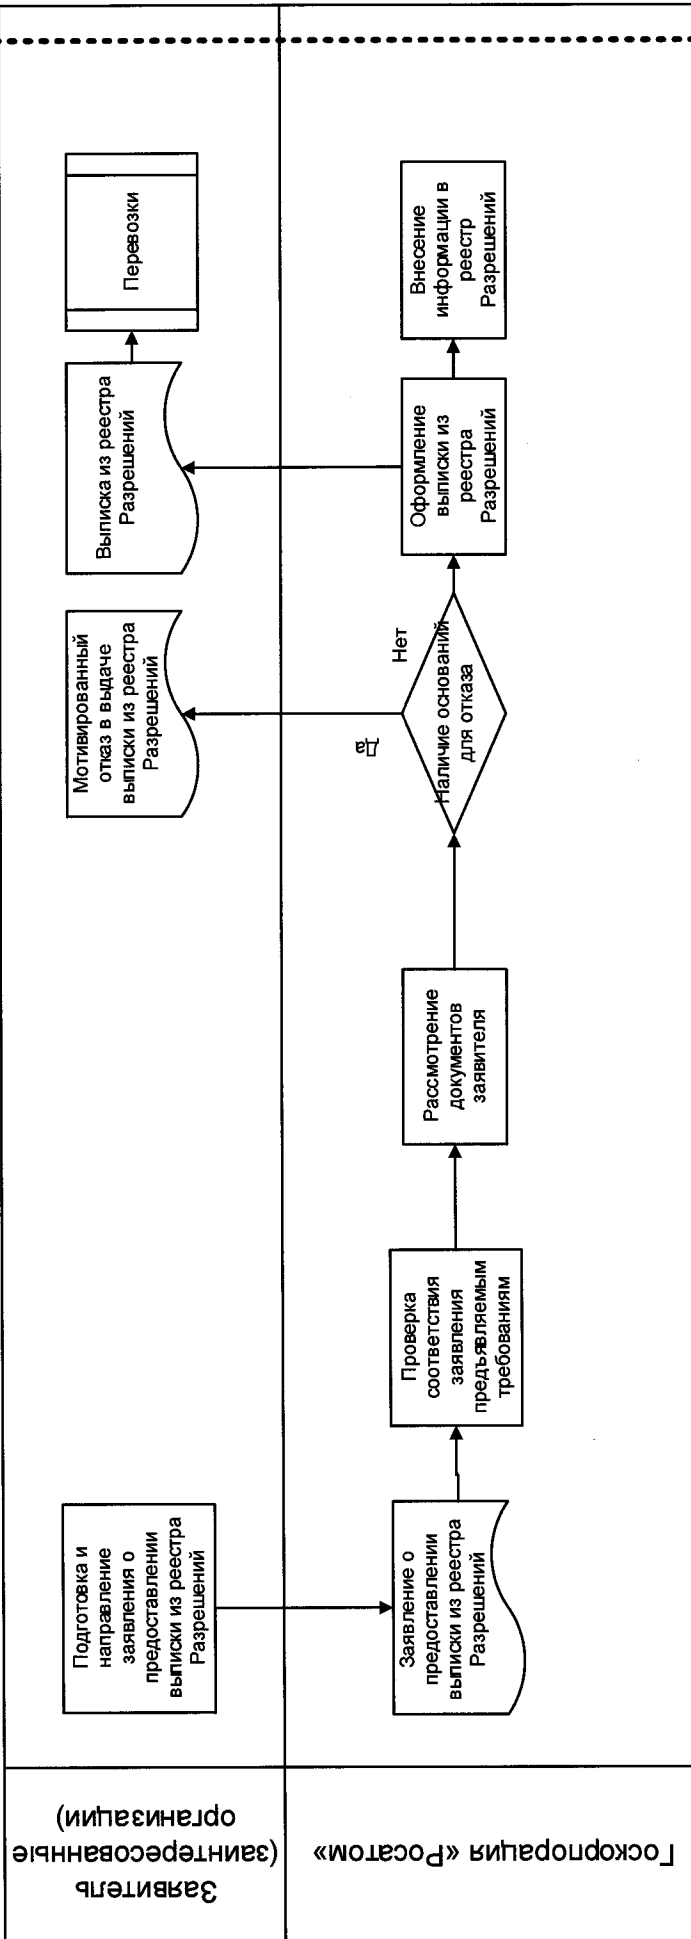 Заявитель
(заинтересованные
организации)
Подготовка и
направление
заявления о
предоставлении
выписки из реестра
Разрешений
Мотивированный
отказ в выдаче
выписки из реестра
Разрешений
Выписка из реестра
Разрешений
Перевозки
Госкорпорация «Росатом»
Заявление о
предоставлении
выписки из реестра
Разрешений
Проверка
соответствия
заявления
предъявляемым
требованиям
Рассмотрение
документов
заявителя
Наличие оснований
для отказа
Да
Нет
Оформление
выписки из
реестра
Разрешений
Внесение
информации в
реестр
Разрешений